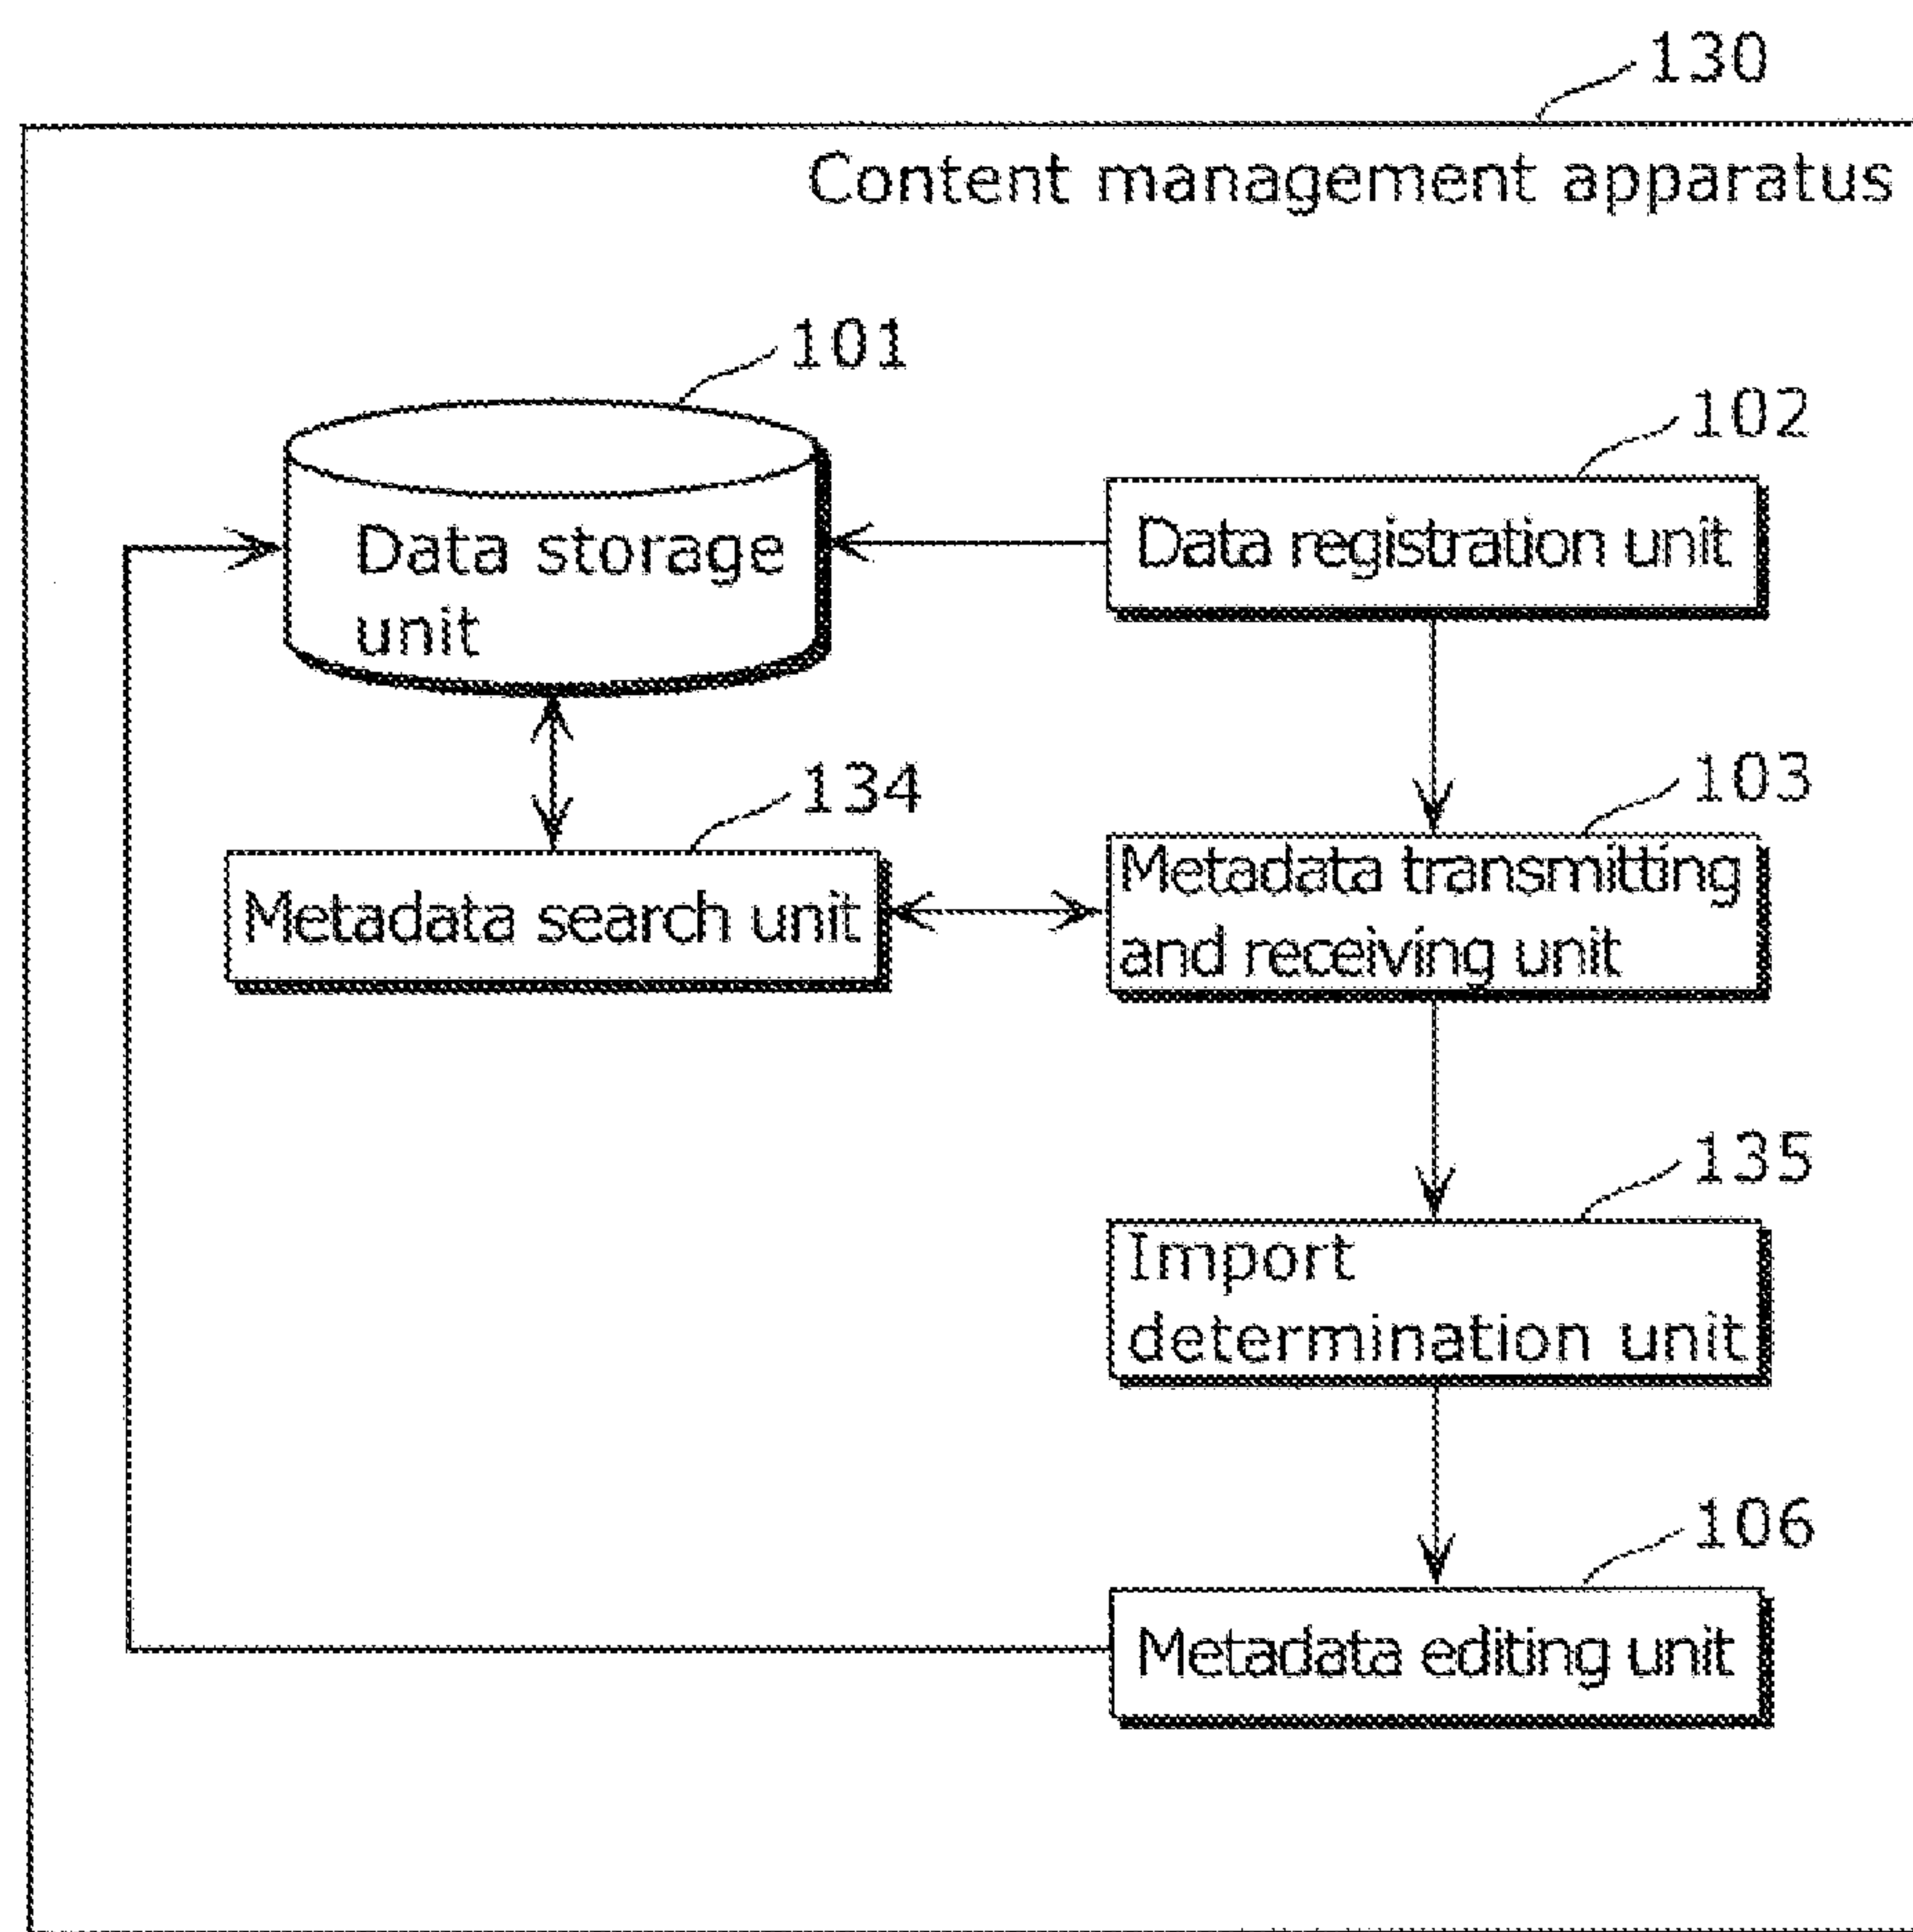 130
Content management apparatus
101
102
Data storage
unit
Data registration unit
134
103
Metadata search unit
Metadata transmitting
and receiving unit
135
Import
determination unit
106
Metadata editing unit